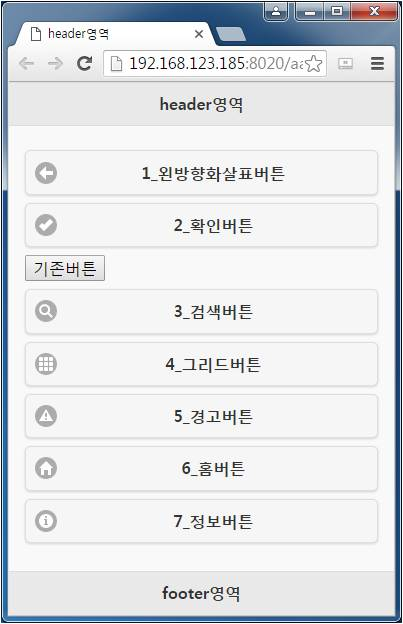 header영역
192.168.123.185:8020/aa
header영역
1_왼방향화살표버튼
2_확인버튼
기존버튼
3_검색버튼
4_그리드버튼
5_경고버튼
6_홈버튼
7_정보버튼
footer영역